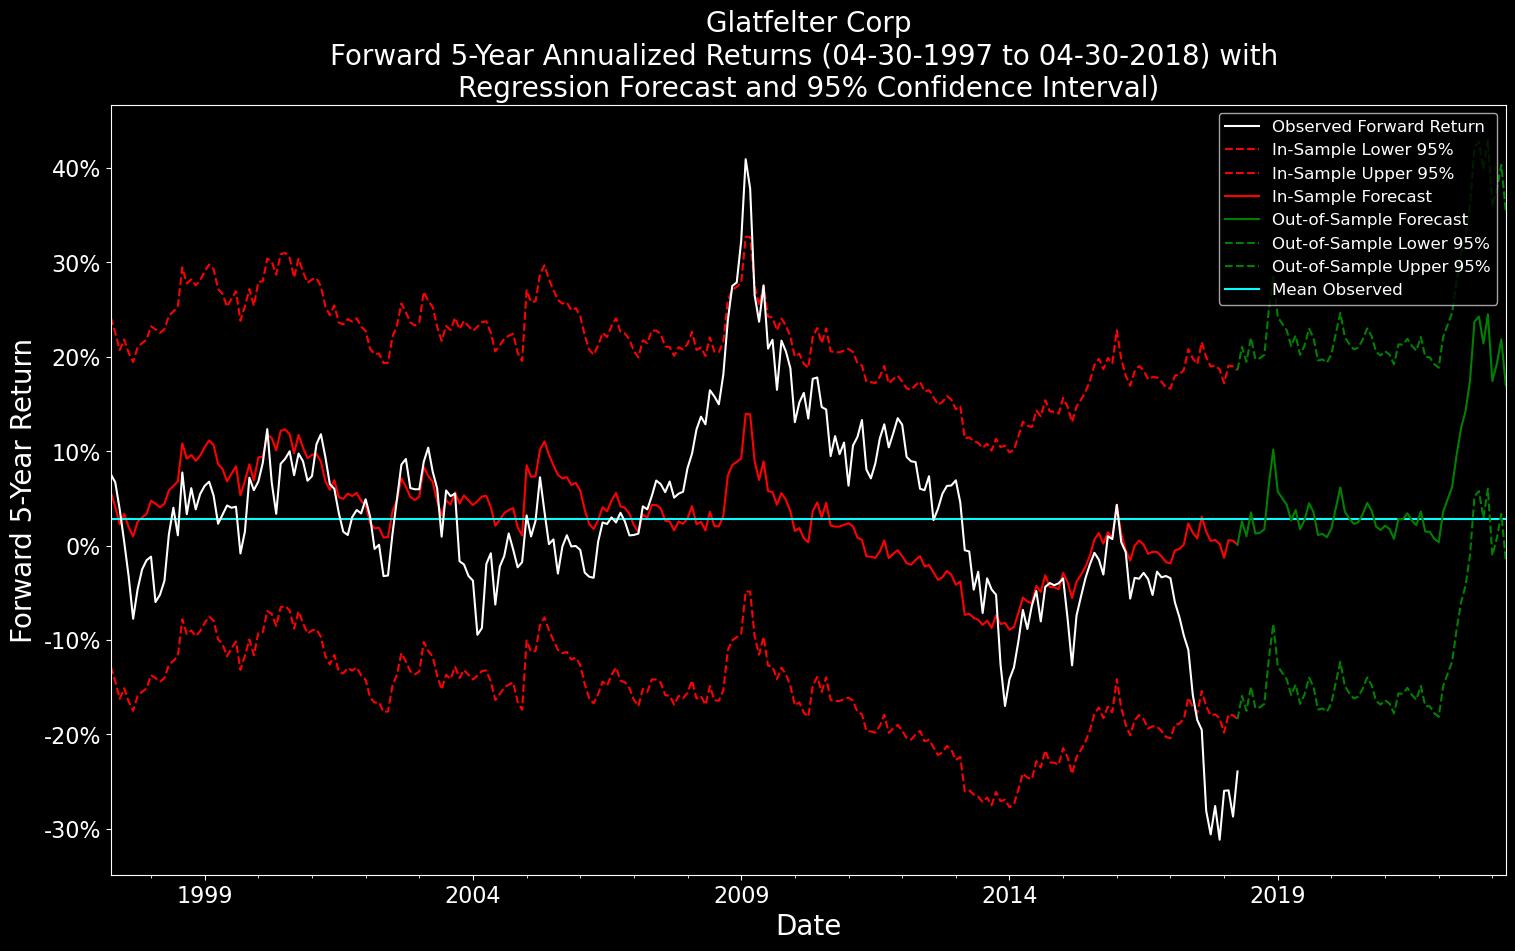 Glatfelter Corp
Forward 5-Year Annualized Returns (04-30-1997 to 04-30-2018) with
Regression Forecast and 95% Confidence Interval)
Forward 5-Year Return
40%
30%
20%
10%
0%
-10%
-20%
-30%
Observed Forward Return
In-Sample Lower 95%
In-Sample Upper 95%
In-Sample Forecast
Out-of-Sample Forecast
Out-of-Sample Lower 95%
Out-of-Sample Upper 95%
Mean Observed
1999
2004
2009
2014
2019
Date